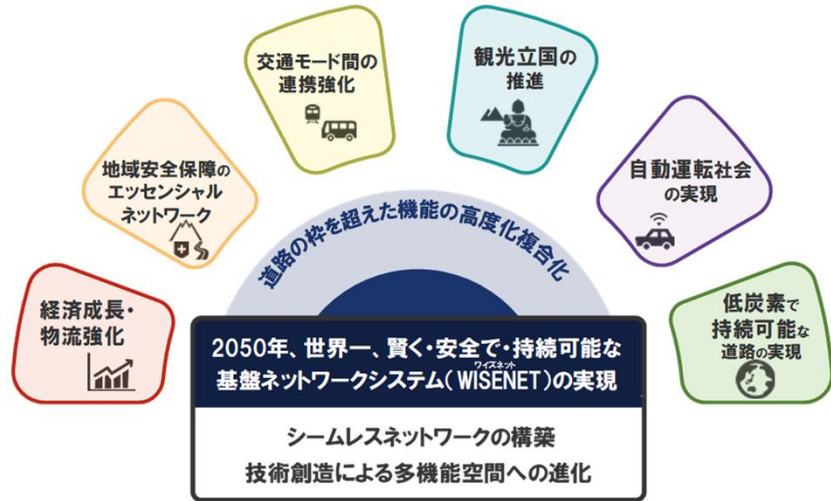 交通モード間の
連携強化
観光立国の
推進
地域安全保障の
エッセンシャル
ネットワーク
自動運転社会
の実現
経済成長・
物流強化
低炭素で
持続可能な
道路の実現
道路の枠を超えた機能の高度化複合化
2050年、世界一、賢く・安全で・持続可能な
ワイズネット
基盤ネットワークシステム(WISENET)の実現
シームレスネットワークの構築
技術創造による多機能空間への進化